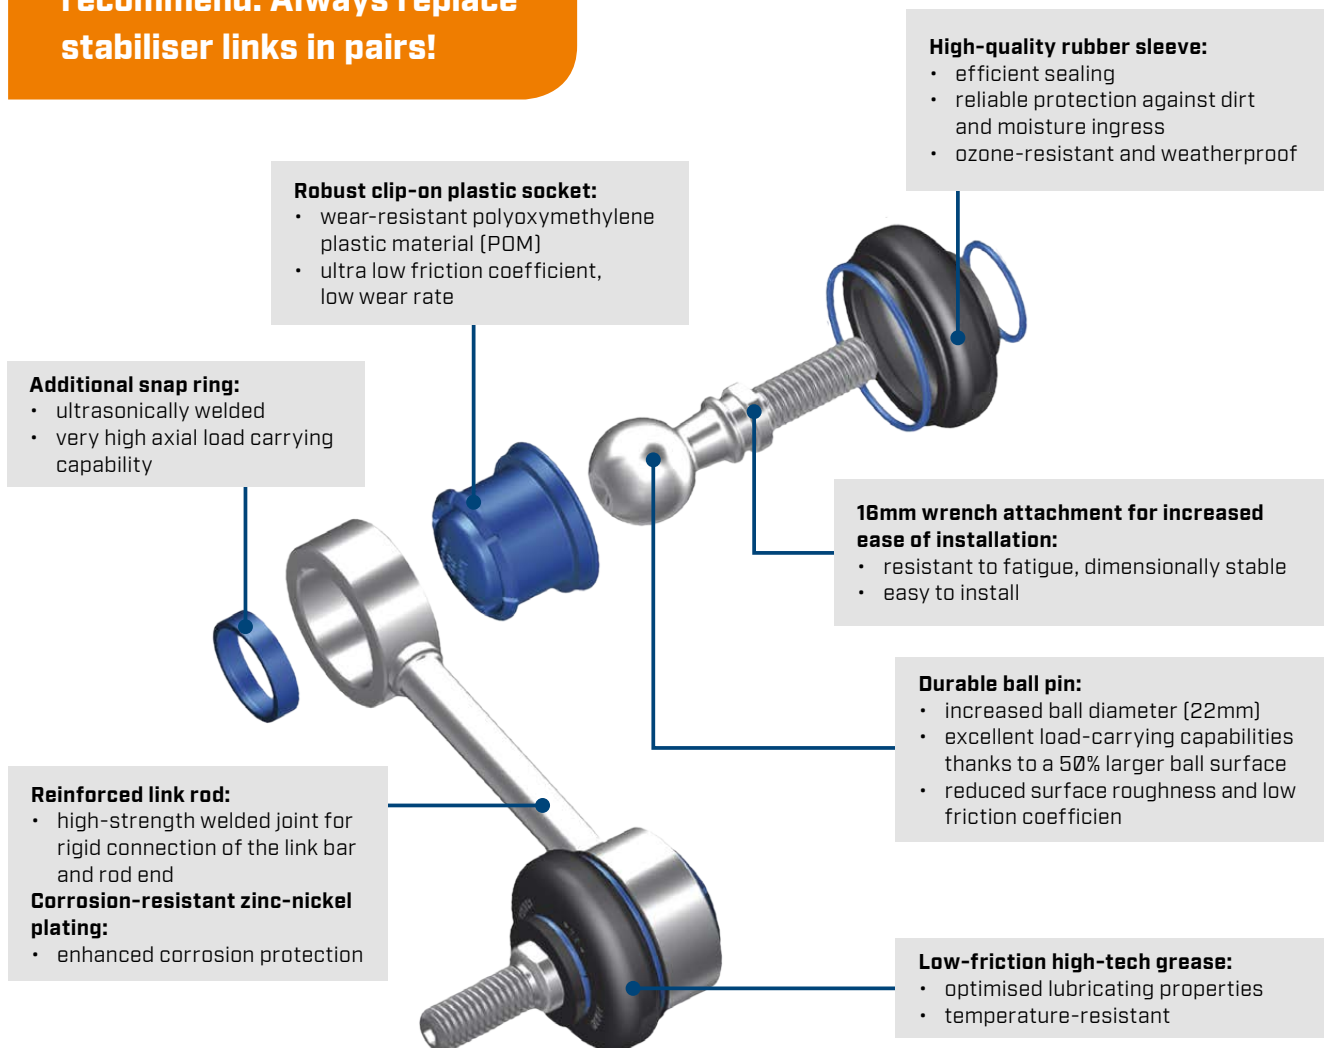 recommend: Always replace
stabiliser links in pairs!
High-quality rubber sleeve:
• efficient sealing
• reliable protection against dirt
and moisture ingress
• ozone-resistant and weatherproof
Robust clip-on plastic socket:
• wear-resistant polyoxymethylene
plastic material (POM)
• ultra low friction coefficient,
low wear rate
Additional snap ring:
• ultrasonically welded
• very high axial load carrying
capability
16mm wrench attachment for increased
ease of installation:
• resistant to fatigue, dimensionally stable
• easy to install
Durable ball pin:
• increased ball diameter (22mm)
• excellent load-carrying capabilities
thanks to a 50% larger ball surface
• reduced surface roughness and low
friction coefficien
Reinforced link rod:
• high-strength welded joint for
rigid connection of the link bar
and rod end
Corrosion-resistant zinc-nickel
plating:
• enhanced corrosion protection
Low-friction high-tech grease:
• optimised lubricating properties
• temperature-resistant